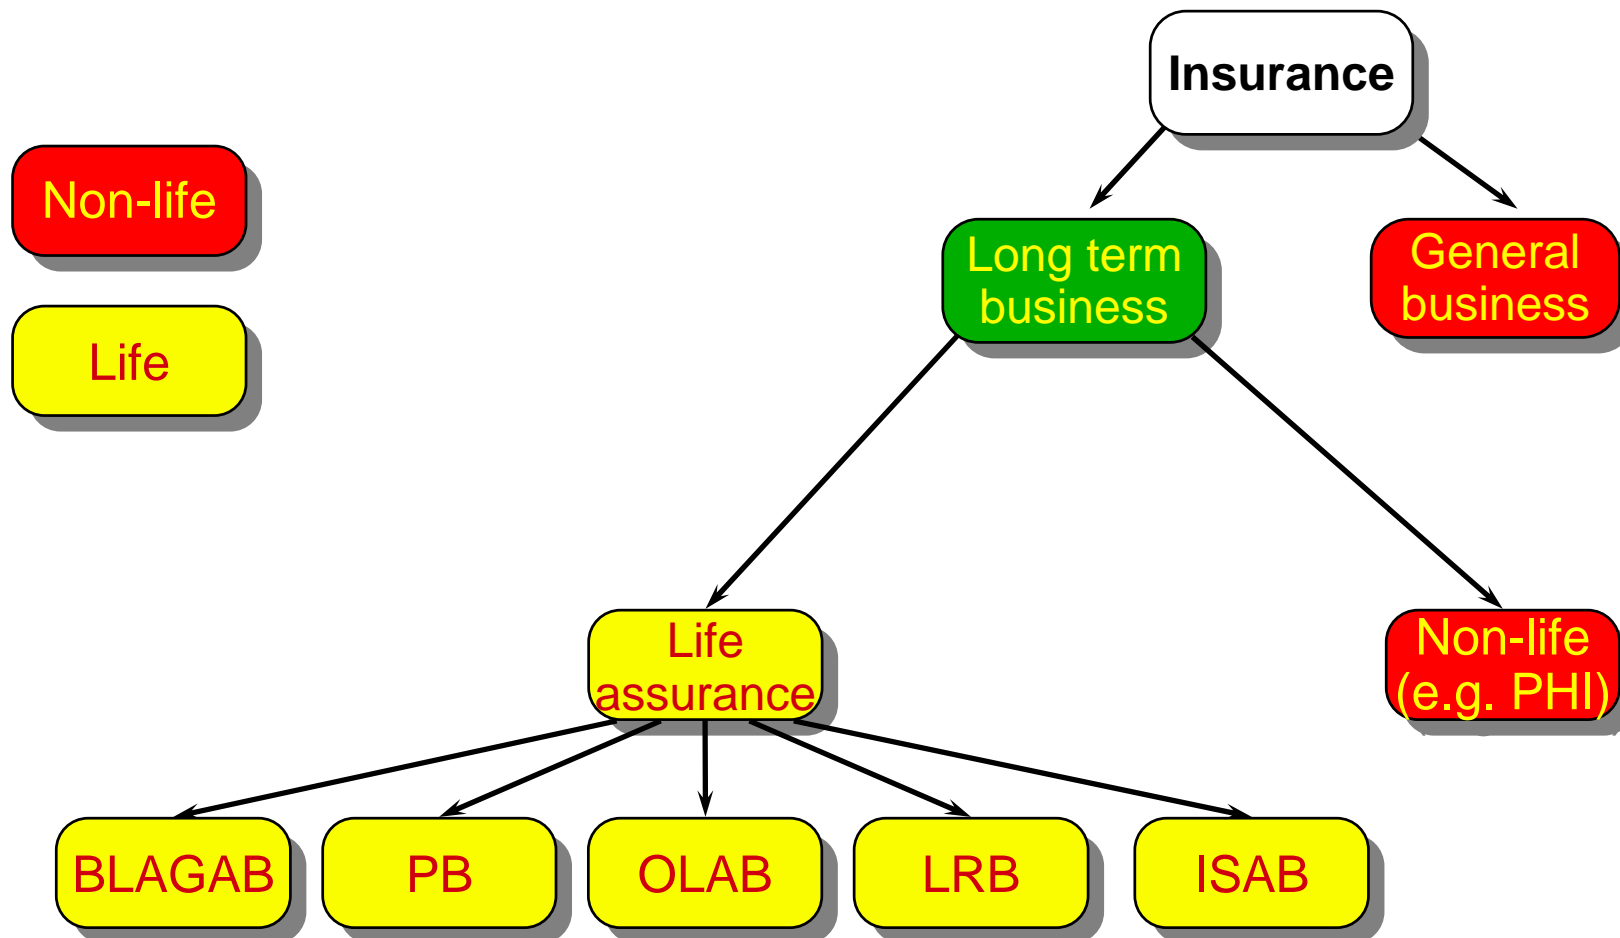 Insurance
Non-life
Life
Long term
business
General
business
Life
assurance
Non-life
(e.g. PHI)
BLAGAB
PB
OLAB
LRB
ISAB